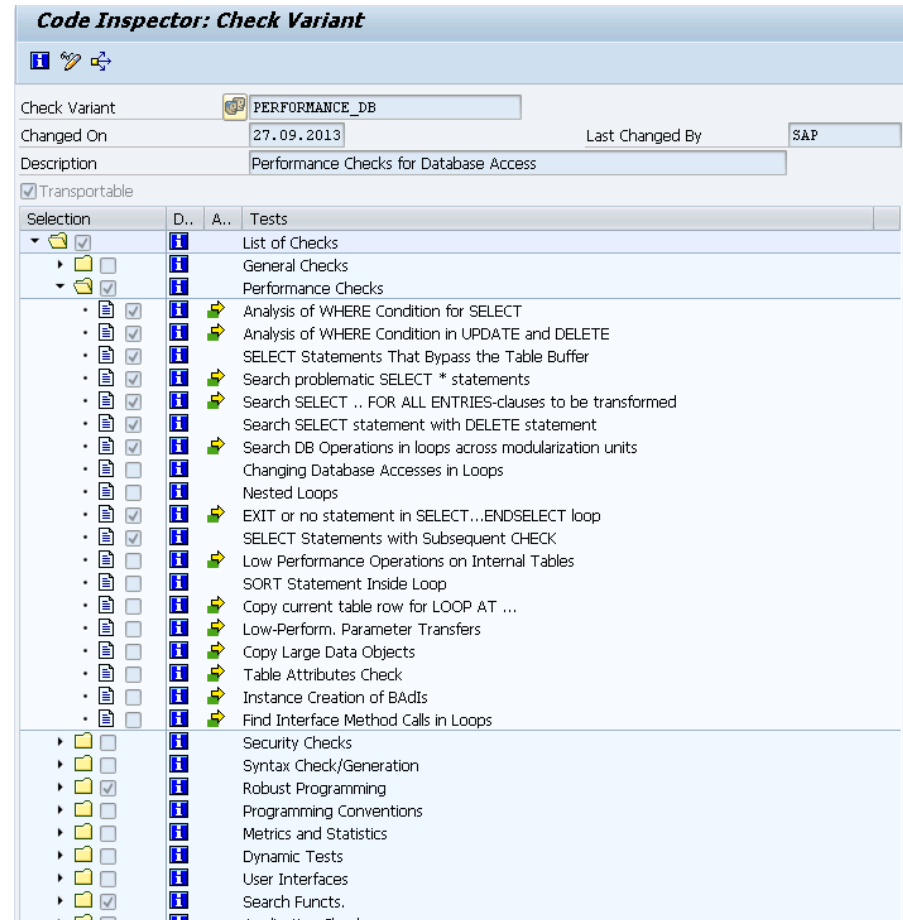 Code Inspector: Check Variant
Check Variant PERFORMANCE_DB
Changed On 27.09.2013 Last Changed By SAP
Description Performance Checks for Database Access
Transportable
Selection D.. A.. Tests
List of Checks
General Checks
Performance Checks
Analysis of WHERE Condition for SELECT
Analysis of WHERE Condition in UPDATE and DELETE
SELECT Statements That Bypass the Table Buffer
Search problematic SELECT * statements
Search SELECT .. FOR ALL ENTRIES-clauses to be transformed
Search SELECT statement with DELETE statement
Search DB Operations in loops across modularization units
Changing Database Accesses in Loops
Nested Loops
EXIT or no statement in SELECT...ENDSELECT loop
SELECT Statements with Subsequent CHECK
Low Performance Operations on Internal Tables
SORT Statement Inside Loop
Copy current table row for LOOP AT ...
Low-Perform. Parameter Transfers
Copy Large Data Objects
Table Attributes Check
Instance Creation of BAdIs
Find Interface Method Calls in Loops
Security Checks
Syntax Check/Generation
Robust Programming
Programming Conventions
Metrics and Statistics
Dynamic Tests
User Interfaces
Search Functs.